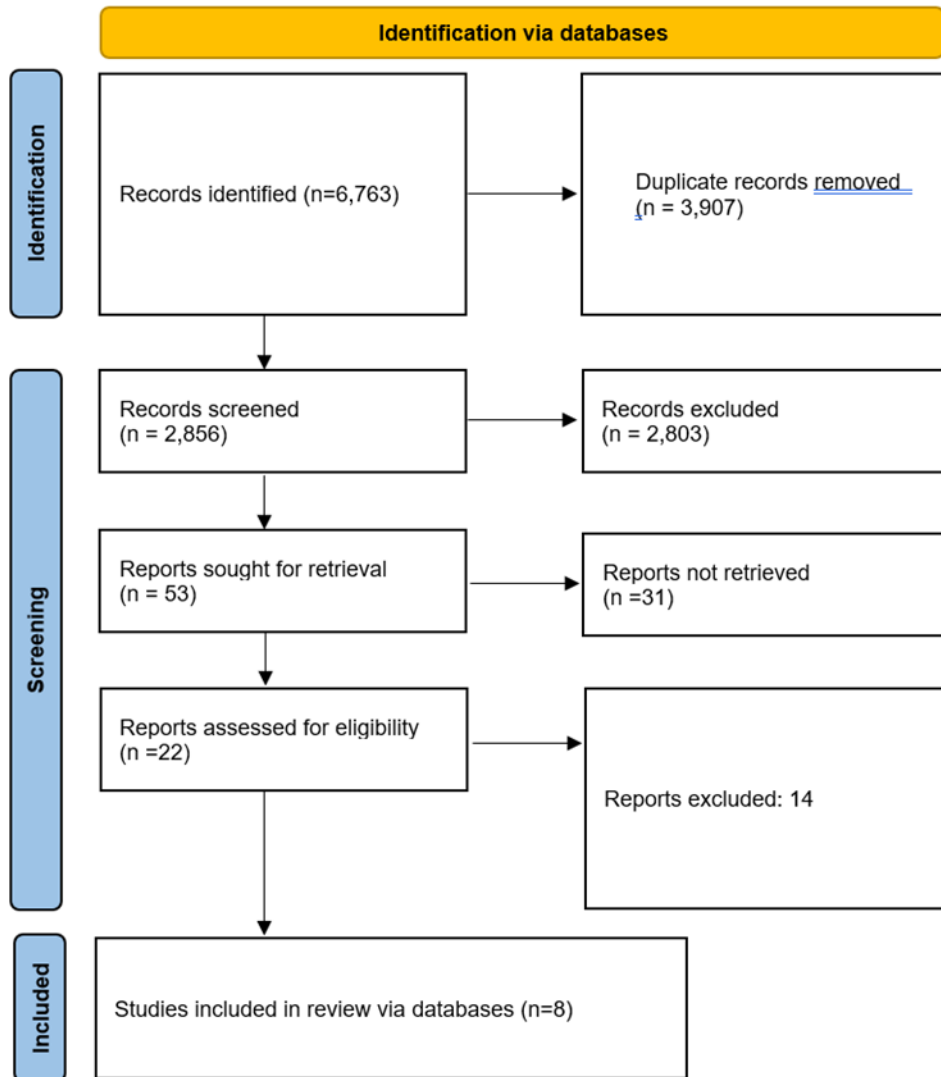 Identification via databases
Identification
Records identified (n=6,763)
Duplicate records removed
(n = 3,907)
Screening
Records screened
(n = 2,856)
Records excluded
(n = 2,803)
Reports sought for retrieval
(n = 53)
Reports not retrieved
(n =31)
Reports assessed for eligibility
(n =22)
Reports excluded: 14
Included
Studies included in review via databases (n=8)